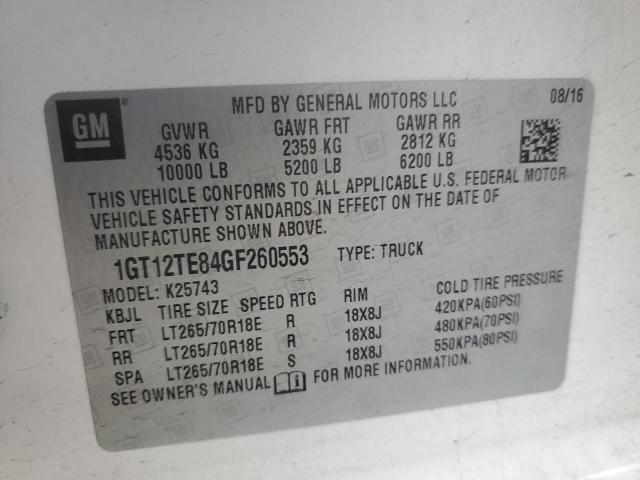 GM
®
MFD BY GENERAL MOTORS LLC 08/16
GVWR GAWR FRT GAWR RR
4536 KG 2359 KG 2812 KG
10000 LB 5200 LB 6200 LB
THIS VEHICLE CONFORMS TO ALL APPLICABLE U.S. FEDERAL MOTOR
VEHICLE SAFETY STANDARDS IN EFFECT ON THE DATE OF
MANUFACTURE SHOWN ABOVE.
1GT12TE84GF260553 TYPE: TRUCK
MODEL: K25743
KBJL TIRE SIZE SPEED RTG RIM COLD TIRE PRESSURE
FRT LT265/70R18E R 18X8J 420KPA(60PSI)
RR LT265/70R18E R 18X8J 480KPA(70PSI)
SPA LT265/70R18E S 18X8J 550KPA(80PSI)
SEE OWNER'S MANUAL i FOR MORE INFORMATION.